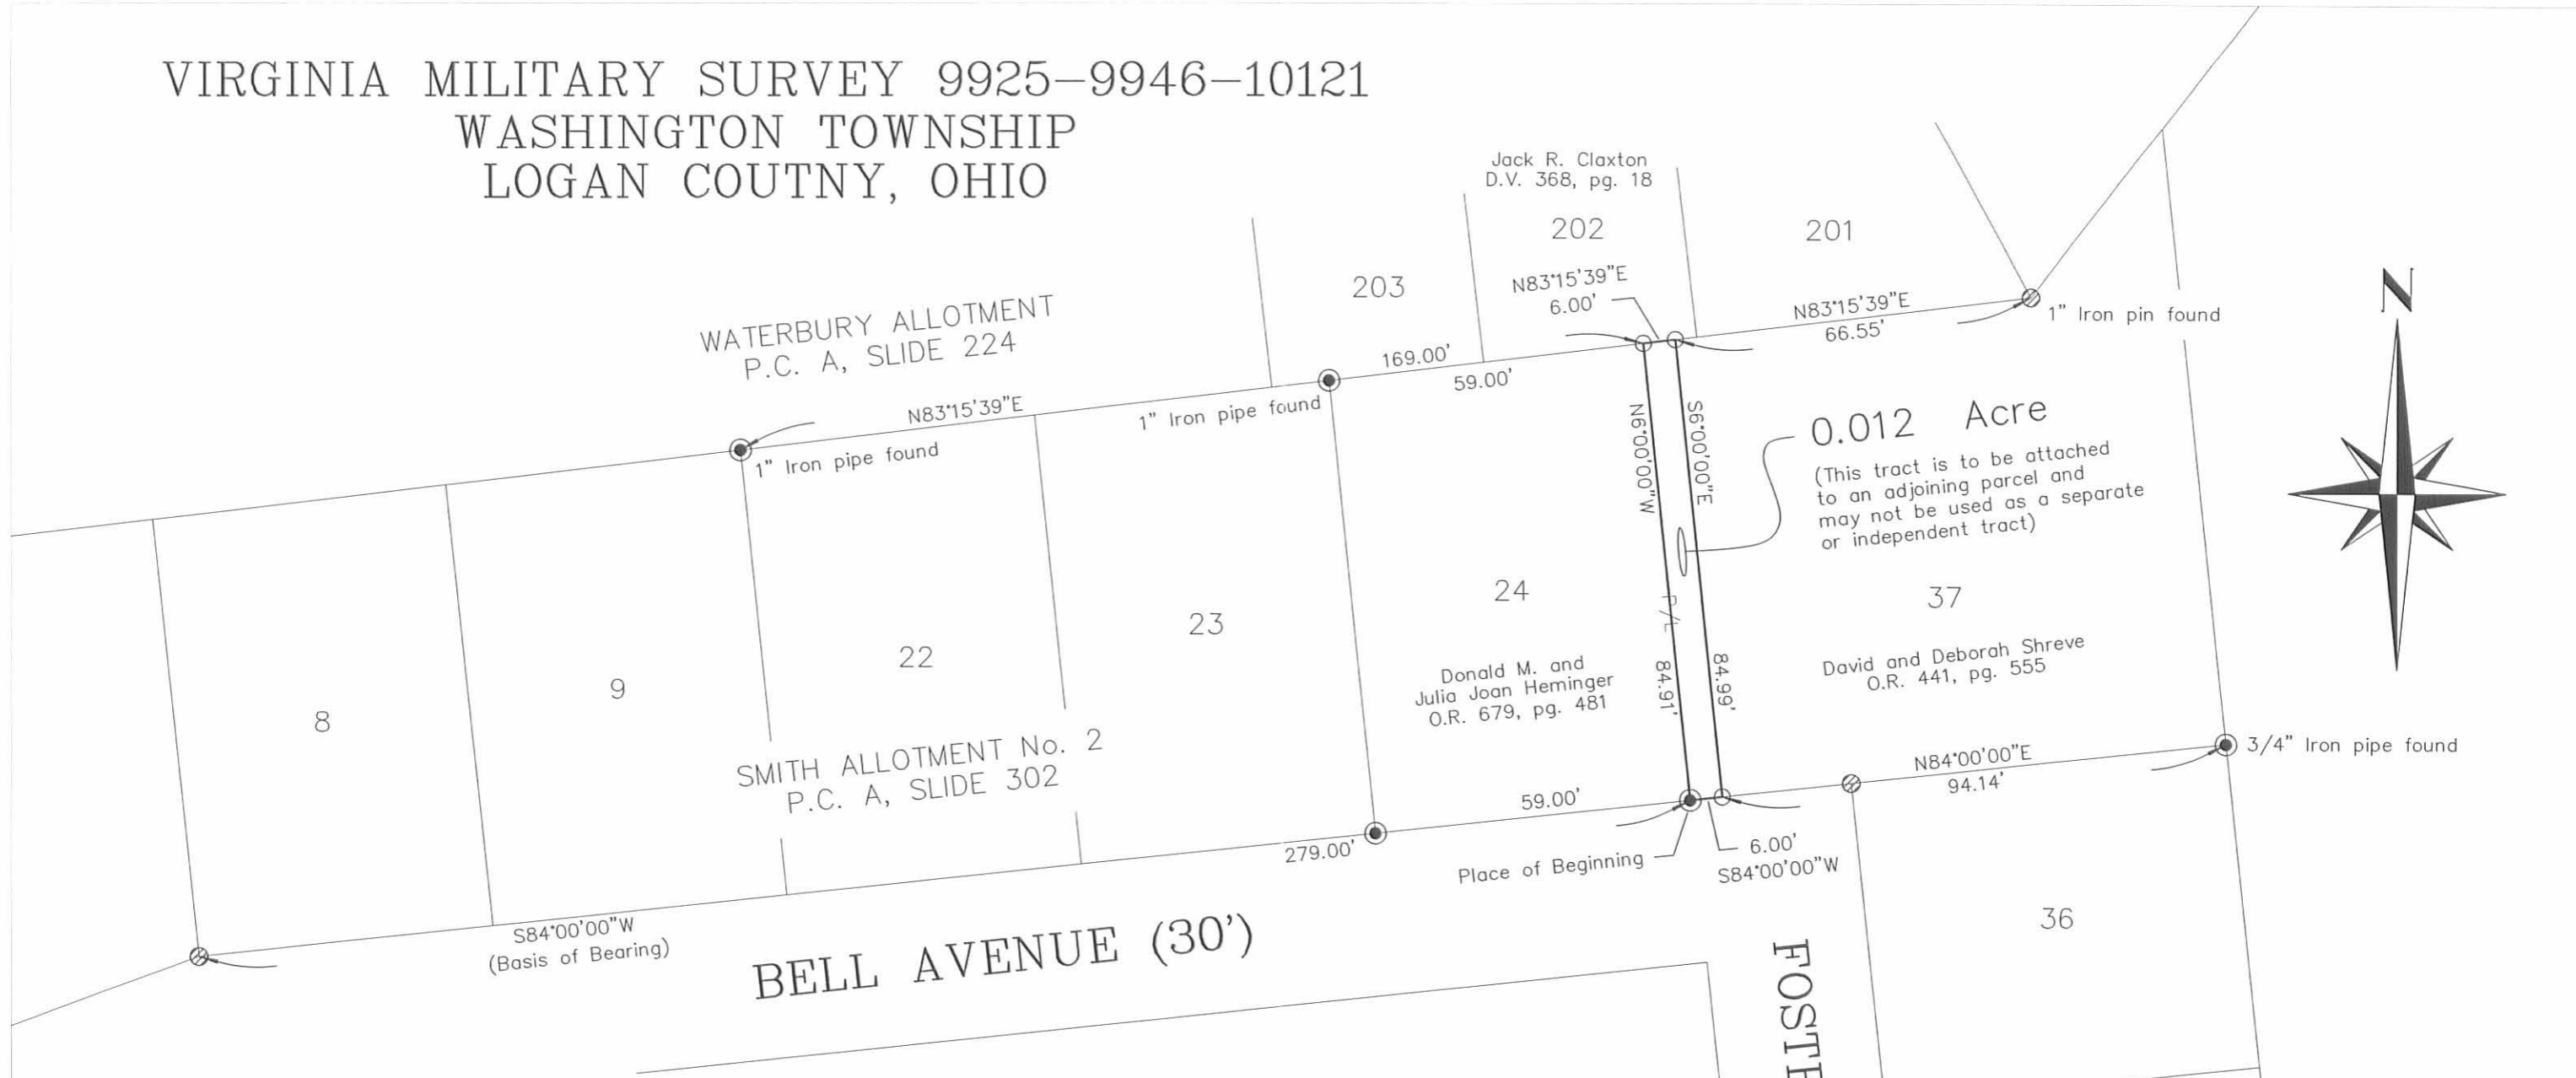 VIRGINIA MILITARY SURVEY 9925-9946-10121
WASHINGTON TOWNSHIP
LOGAN COUTNY, OHIO
Jack R. Claxton
D.V. 368, pg. 18
203
202
201
N83°15'39"E
6.00'
N83°15'39"E
66.55'
1" Iron pin found
N
WATERBURY ALLOTMENT
P.C. A, SLIDE 224
169.00'
59.00'
N83°15'39"E
1" Iron pipe found
1" Iron pipe found
N6°00'00"W
S6°00'00"E
0.012 Acre
(This tract is to be attached
to an adjoining parcel and
may not be used as a separate
or independent tract)
8
9
22
23
24
37
P/L
84.91'
84.99'
Donald M. and
Julia Joan Heminger
O.R. 679, pg. 481
David and Deborah Shreve
O.R. 441, pg. 555
SMITH ALLOTMENT No. 2
P.C. A, SLIDE 302
N84°00'00"E
94.14'
3/4" Iron pipe found
59.00'
279.00'
Place of Beginning
6.00'
S84°00'00"W
S84°00'00"W
(Basis of Bearing)
BELL AVENUE (30')
36